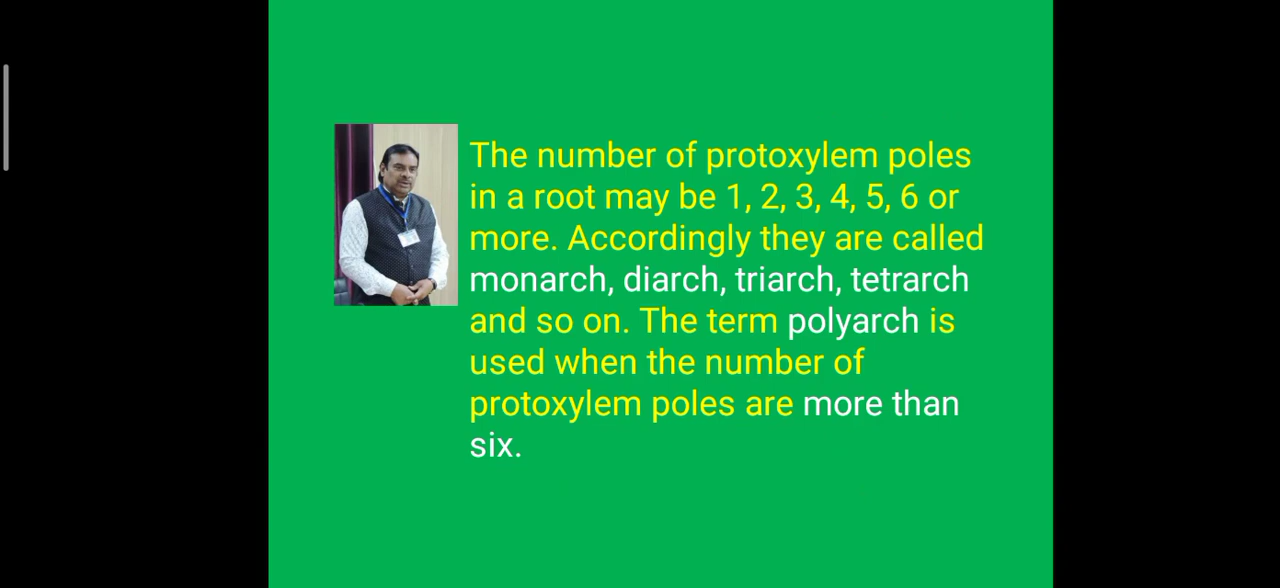 The number of protoxylem poles
in a root may be 1, 2, 3, 4, 5, 6 or
more. Accordingly they are called
monarch, diarch, triarch, tetrarch
and so on. The term polyarch is
used when the number of
protoxylem poles are more than
six.